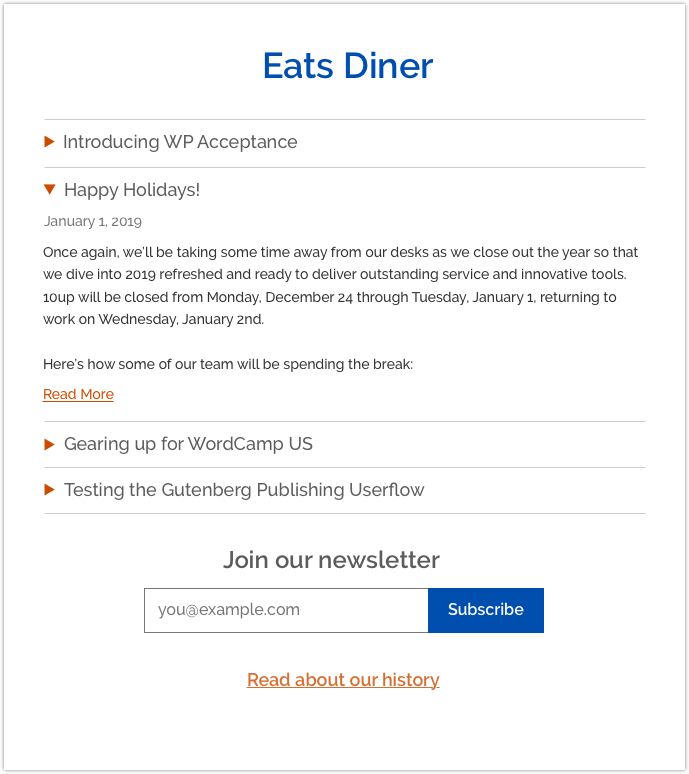 Eats Diner
Introducing WP Acceptance
Happy Holidays!
January 1, 2019
Once again, we'll be taking some time away from our desks as we close out the year so that
we dive into 2019 refreshed and ready to deliver outstanding service and innovative tools.
10up will be closed from Monday, December 24 through Tuesday, January 1, returning to
work on Wednesday, January 2nd.
Here's how some of our team will be spending the break:
Read More
Gearing up for WordCamp US
Testing the Gutenberg Publishing Userflow
Join our newsletter
you@example.com Subscribe
Read about our history